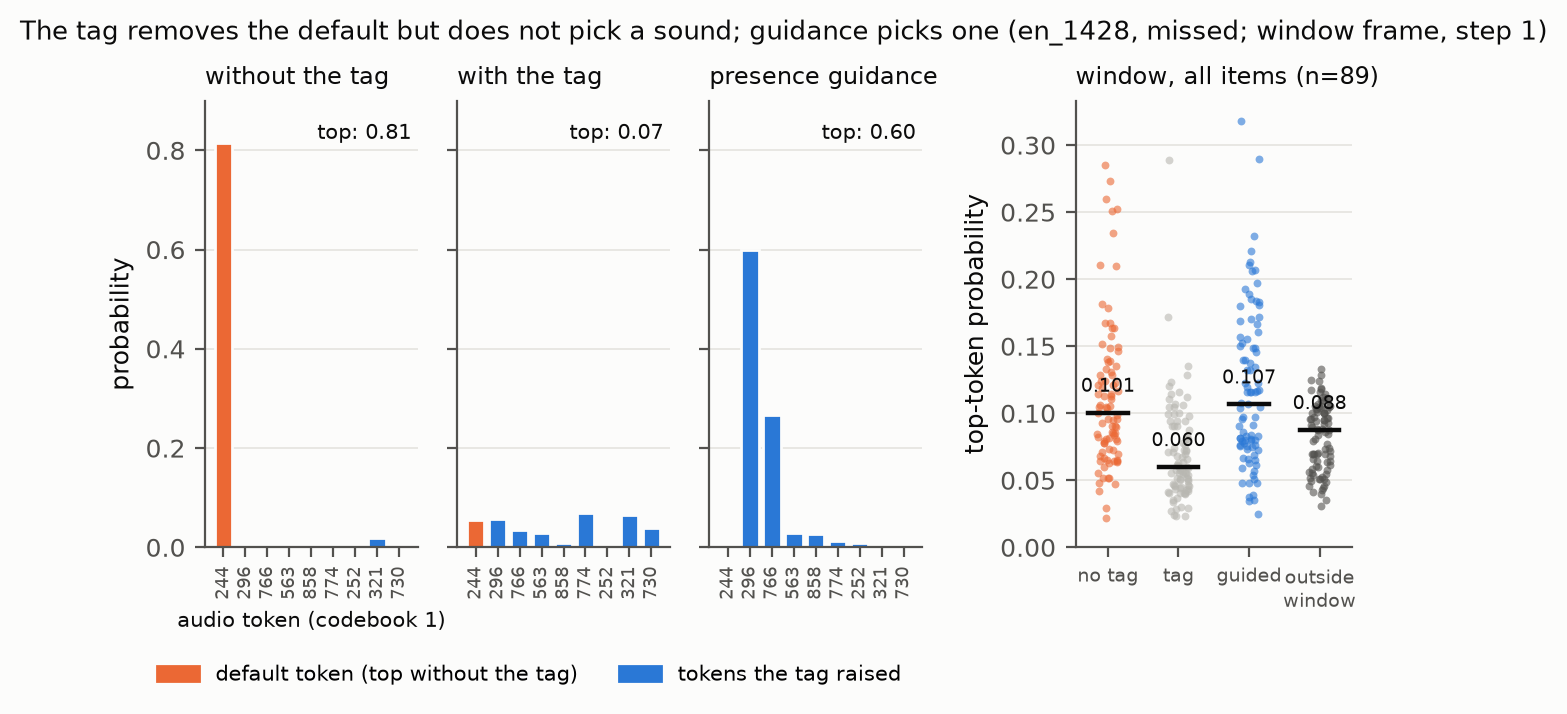 The tag removes the default but does not pick a sound; guidance picks one (en_1428, missed; window frame, step 1)
without the tag
with the tag
presence guidance
window, all items (n=89)
top: 0.81
top: 0.07
top: 0.60
probability
0.8
0.6
0.4
0.2
0.0
244 296 766 563 858 774 252 321 730
244 296 766 563 858 774 252 321 730
244 296 766 563 858 774 252 321 730
audio token (codebook 1)
top-token probability
0.30
0.25
0.20
0.15
0.10
0.05
0.00
0.101
0.060
0.107
0.088
no tag
tag
guided
outside
window
default token (top without the tag)
tokens the tag raised